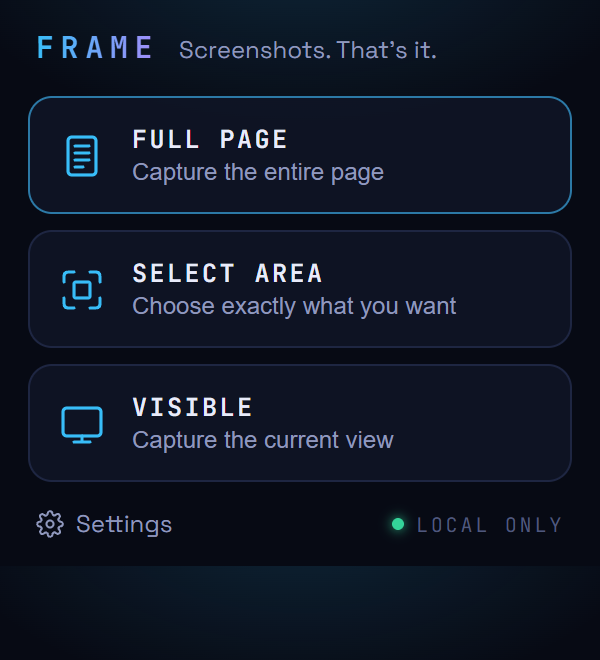 FRAME Screenshots. That's it.
FULL PAGE
Capture the entire page
SELECT AREA
Choose exactly what you want
VISIBLE
Capture the current view
Settings LOCAL ONLY